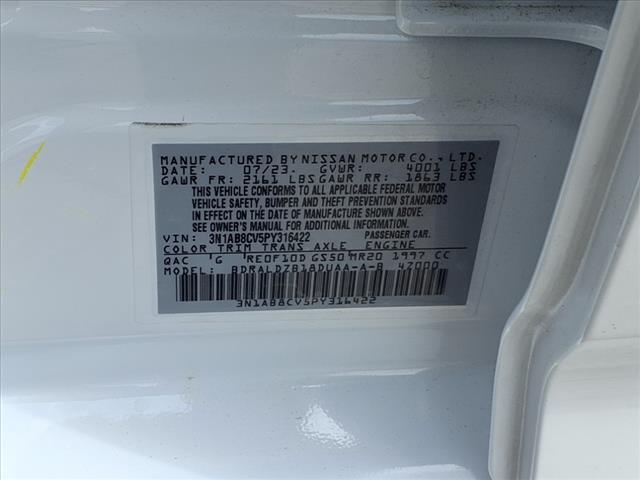 MANUFACTURED BY NISSAN MOTOR CO., LTD.
DATE: 07/23 GVWR: 4001 LBS
GAWR FR: 2161 LBS GAWR RR: 1863 LBS
THIS VEHICLE CONFORMS TO ALL APPLICABLE FEDERAL MOTOR
VEHICLE SAFETY, BUMPER AND THEFT PREVENTION STANDARDS
IN EFFECT ON THE DATE OF MANUFACTURE SHOWN ABOVE.
SEE OWNER'S MANUAL FOR ADDITIONAL INFORMATION.
VIN: 3N1AB8CV5PY316422 PASSENGER CAR.
COLOR TRIM TRANS AXLE ENGINE
QAC G RE0F10D GS50 MR20 1997 CC
MODEL: BDRALDZB18DUAA-A-B 4Z000
3N1AB8CV5PY316422